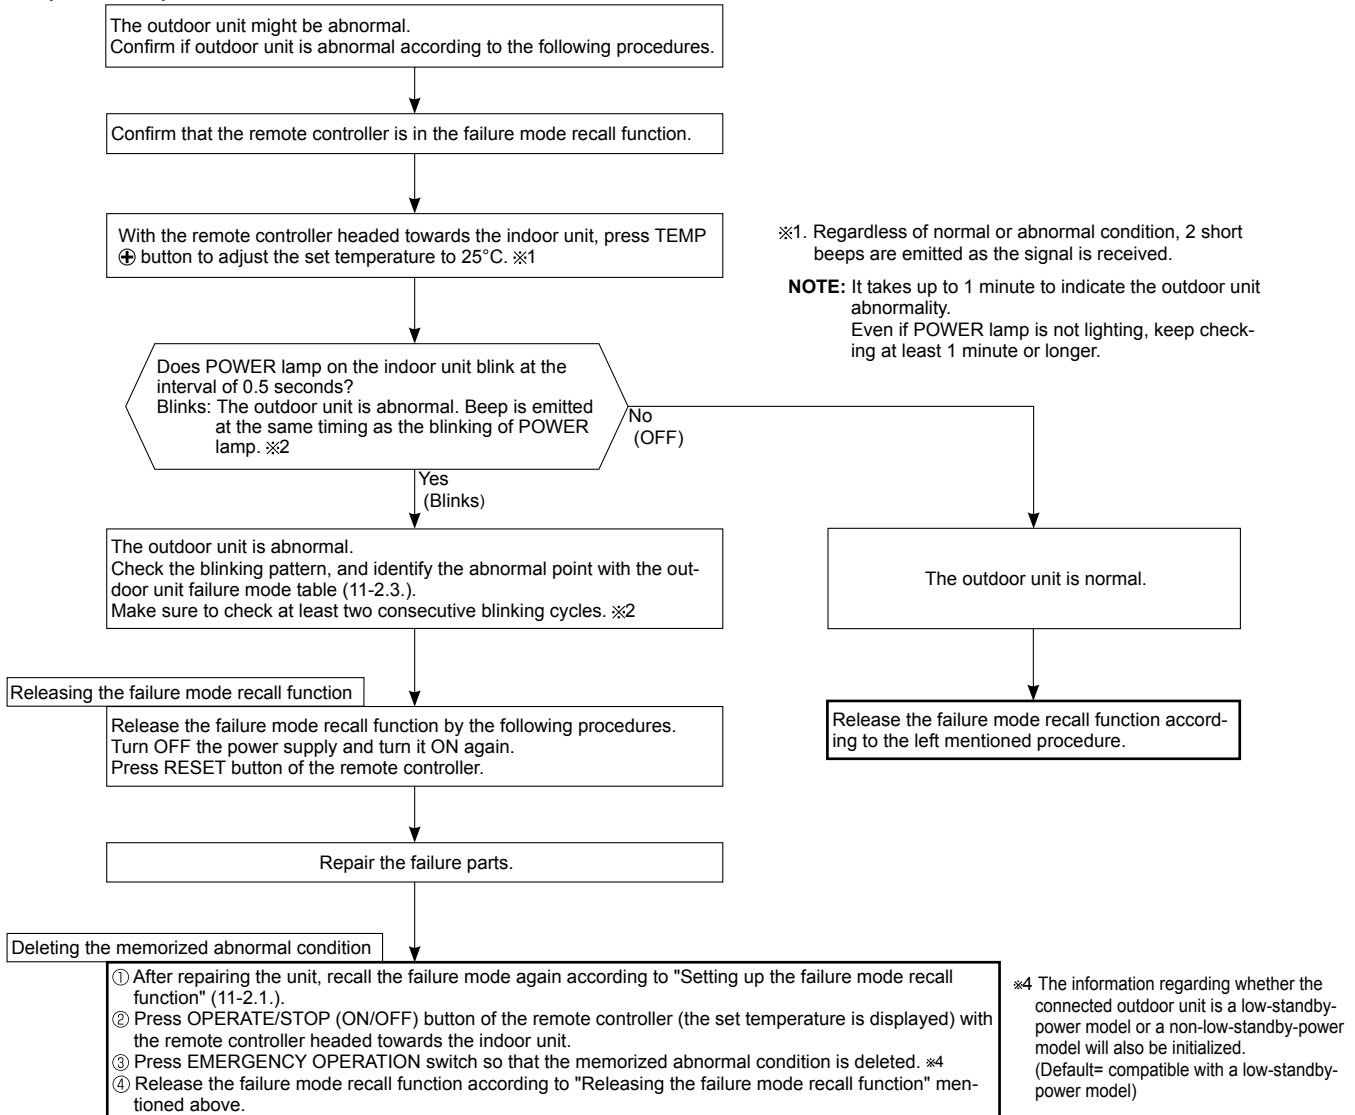 The outdoor unit might be abnormal.
Confirm if outdoor unit is abnormal according to the following procedures.
Confirm that the remote controller is in the failure mode recall function.
With the remote controller headed towards the indoor unit, press TEMP
⊕ button to adjust the set temperature to 25°C. ※1
※1. Regardless of normal or abnormal condition, 2 short
beeps are emitted as the signal is received.
NOTE: It takes up to 1 minute to indicate the outdoor unit
abnormality.
Even if POWER lamp is not lighting, keep check-
ing at least 1 minute or longer.
Does POWER lamp on the indoor unit blink at the
interval of 0.5 seconds?
Blinks: The outdoor unit is abnormal. Beep is emitted
at the same timing as the blinking of POWER
lamp. ※2
No
(OFF)
Yes
(Blinks)
The outdoor unit is abnormal.
Check the blinking pattern, and identify the abnormal point with the out-
door unit failure mode table (11-2.3.).
Make sure to check at least two consecutive blinking cycles. ※2
The outdoor unit is normal.
Releasing the failure mode recall function
Release the failure mode recall function by the following procedures.
Turn OFF the power supply and turn it ON again.
Press RESET button of the remote controller.
Release the failure mode recall function accord-
ing to the left mentioned procedure.
Repair the failure parts.
Deleting the memorized abnormal condition
① After repairing the unit, recall the failure mode again according to "Setting up the failure mode recall
function" (11-2.1.).
② Press OPERATE/STOP (ON/OFF) button of the remote controller (the set temperature is displayed) with
the remote controller headed towards the indoor unit.
③ Press EMERGENCY OPERATION switch so that the memorized abnormal condition is deleted. ※4
④ Release the failure mode recall function according to "Releasing the failure mode recall function" men-
tioned above.
※4 The information regarding whether the
connected outdoor unit is a low-standby-
power model or a non-low-standby-power
model will also be initialized.
(Default= compatible with a low-standby-
power model)